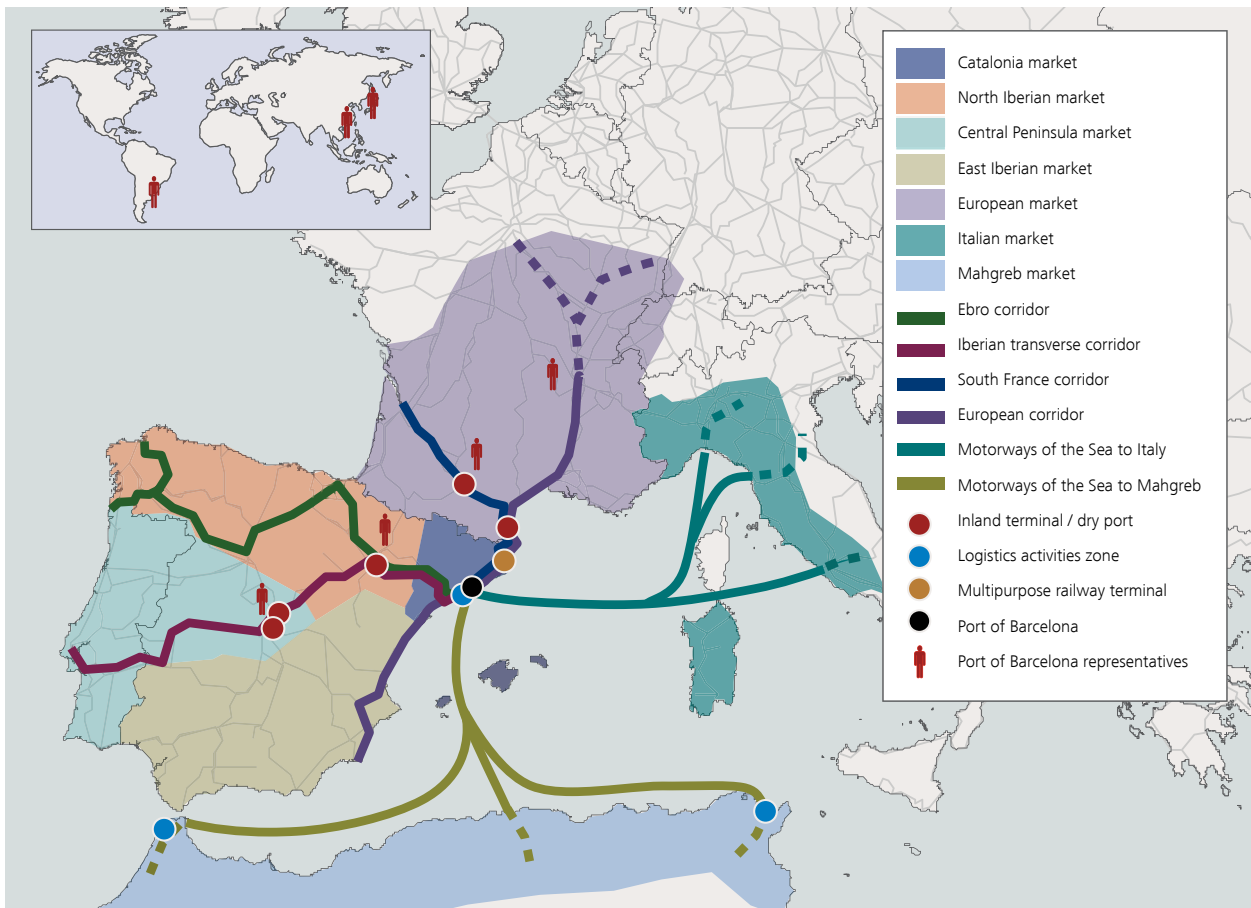 Catalonia market
North Iberian market
Central Peninsula market
East Iberian market
European market
Italian market
Mahgreb market
Ebro corridor
Iberian transverse corridor
South France corridor
European corridor
Motorways of the Sea to Italy
Motorways of the Sea to Mahgreb
Inland terminal / dry port
Logistics activities zone
Multipurpose railway terminal
Port of Barcelona
Port of Barcelona representatives